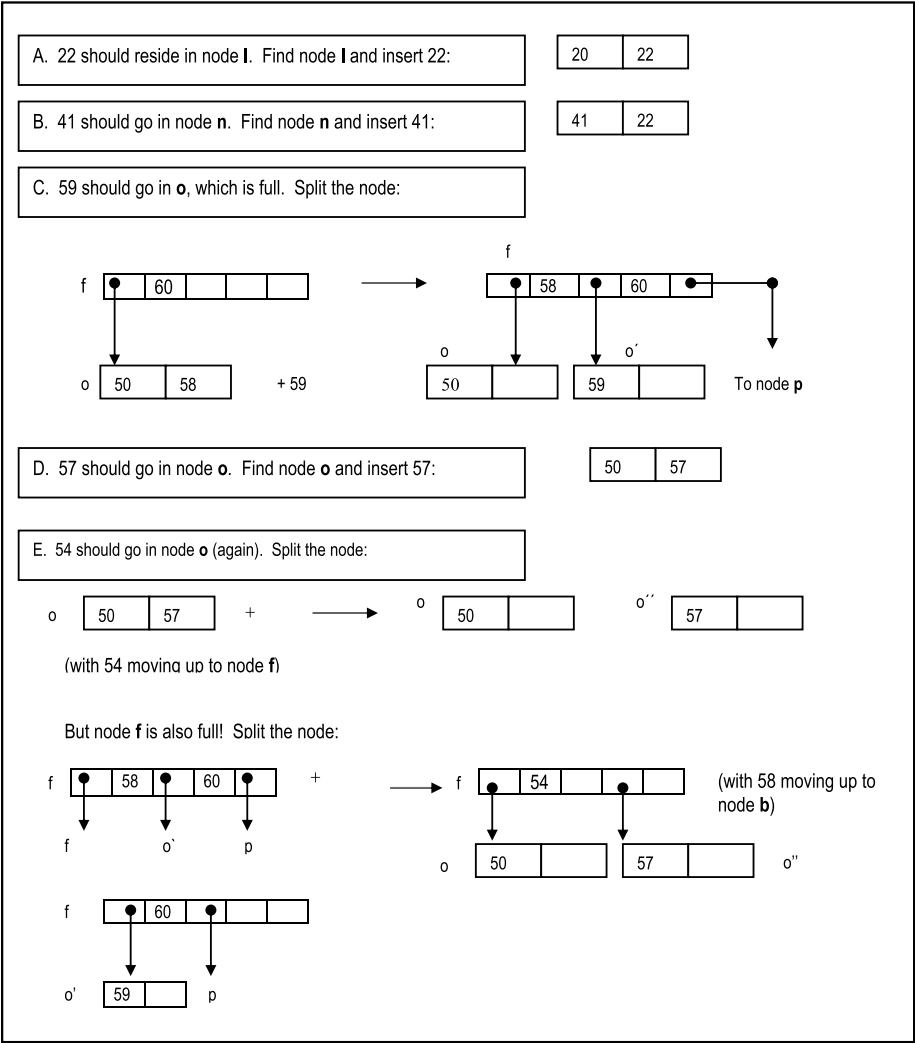 A. 22 should reside in node l. Find node l and insert 22:
20 22
B. 41 should go in node n. Find node n and insert 41:
41 22
C. 59 should go in o, which is full. Split the node:
f
f 60
58 60
o o´
o 50 58 + 59
50 59 To node p
D. 57 should go in node o. Find node o and insert 57:
50 57
E. 54 should go in node o (again). Split the node:
o 50 57 + o 50 o´´ 57
(with 54 moving up to node f)
But node f is also full! Split the node:
f 58 60 + f 54 (with 58 moving up to
node b)
f o` p
o 50 57 o"
f 60
o' 59 p